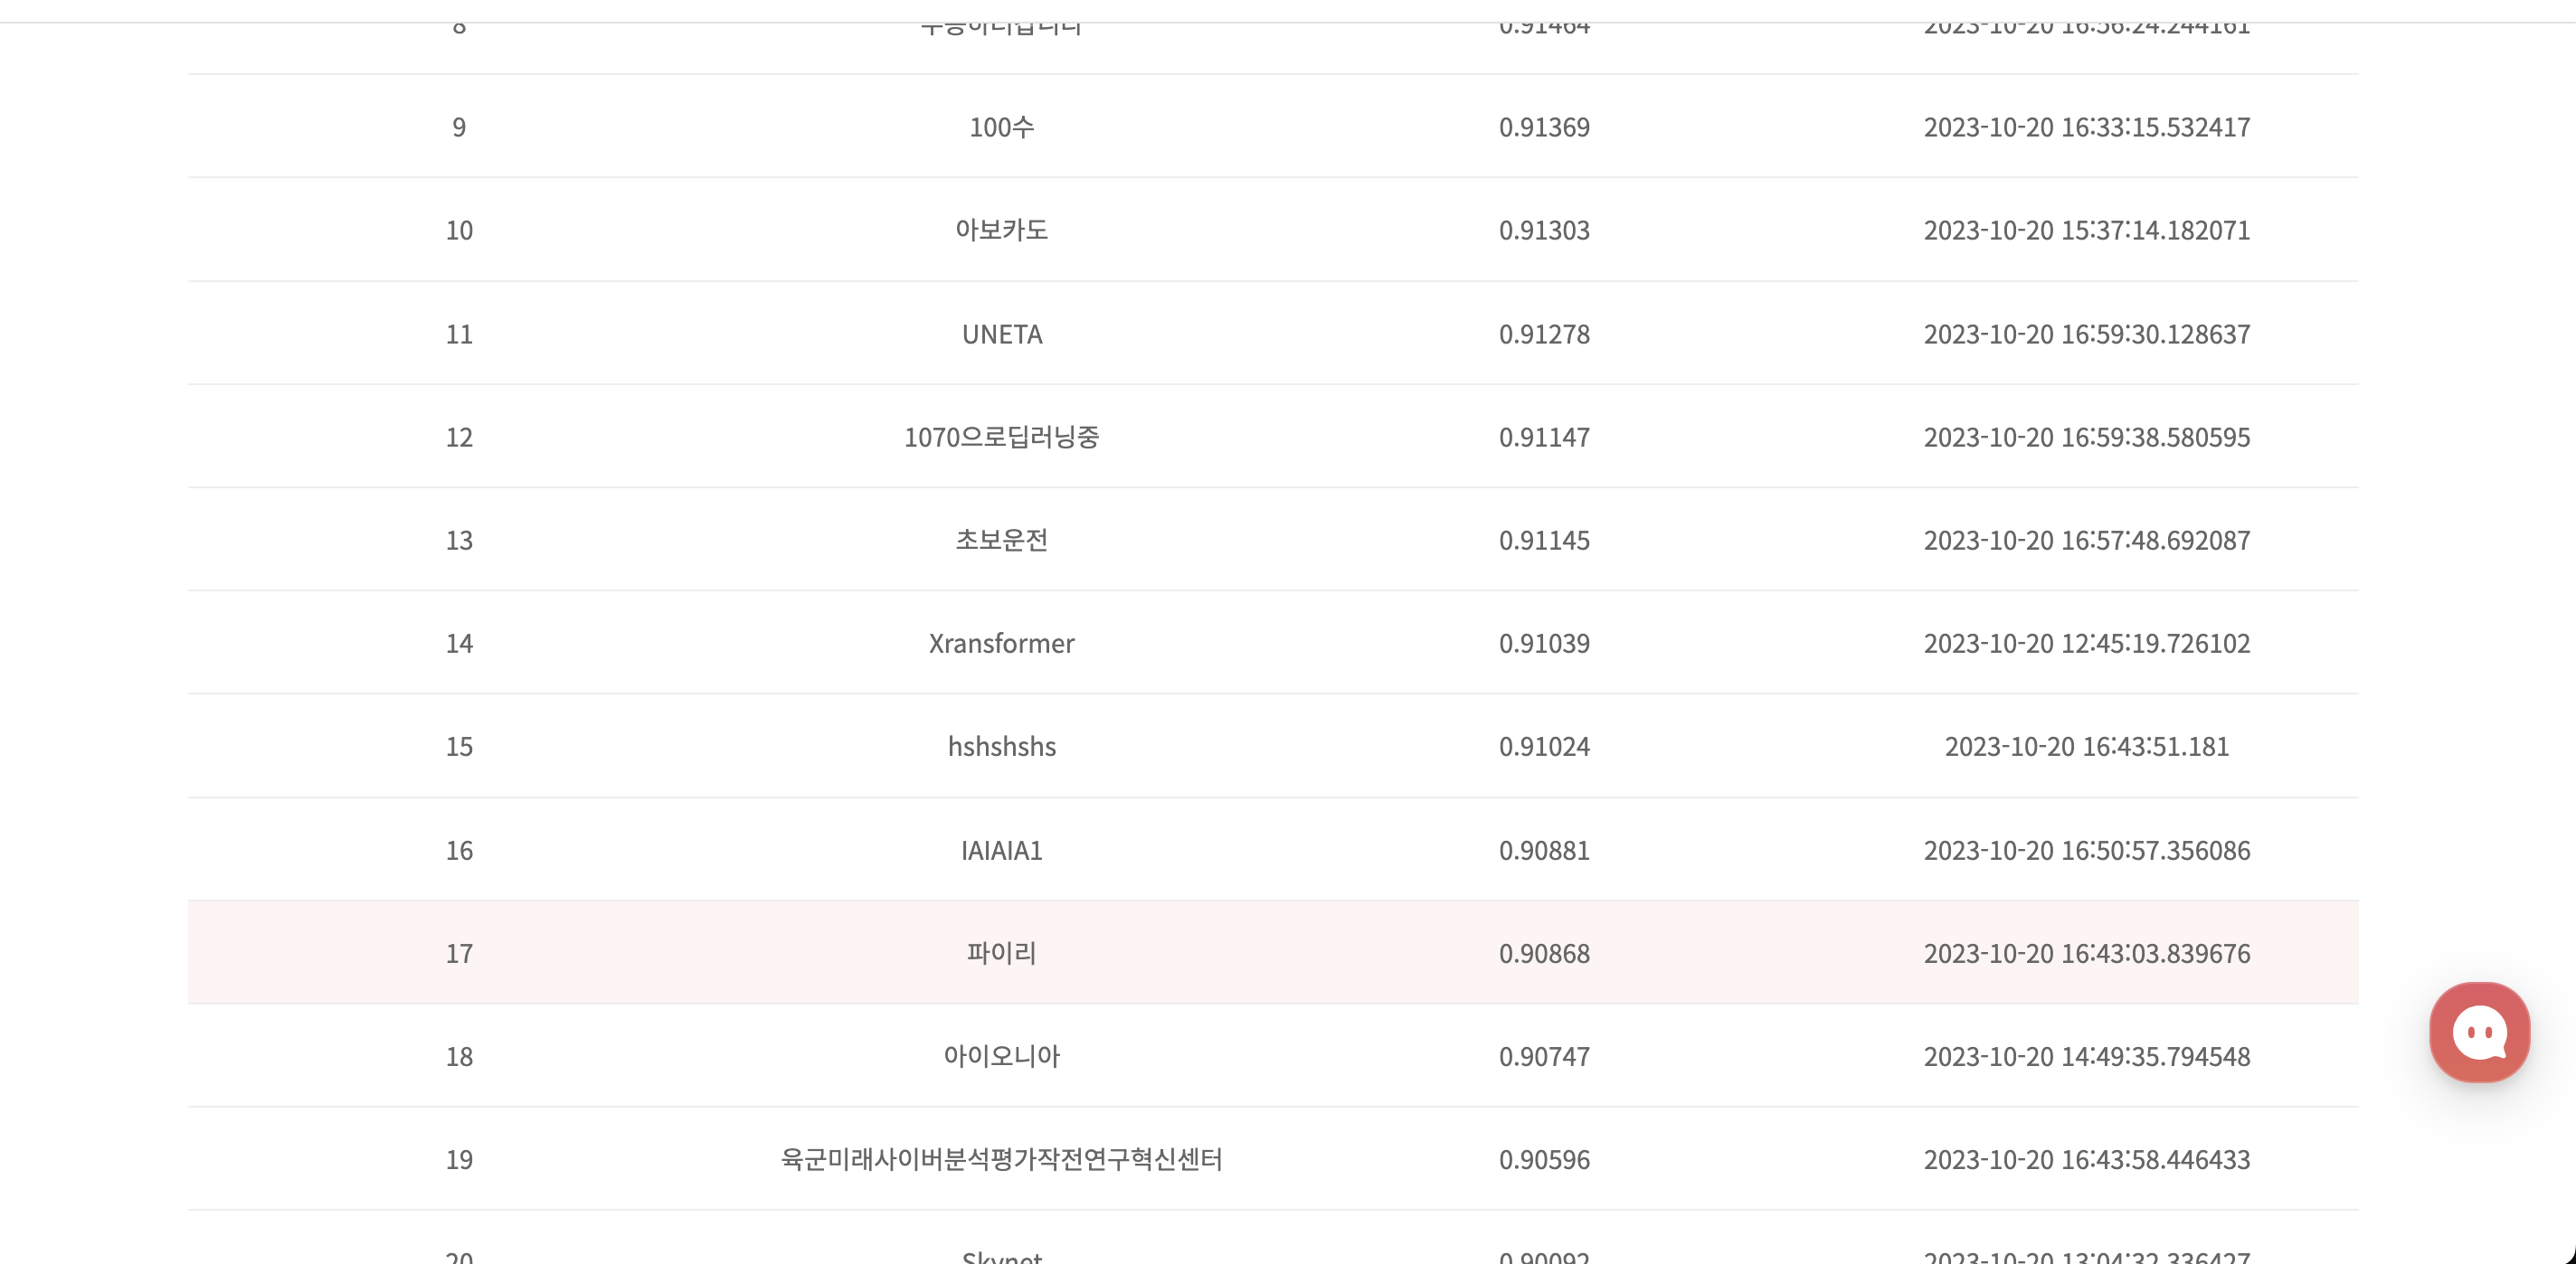 8 0.91464 2023-10-20 16:56:24.244161
9 100수 0.91369 2023-10-20 16:33:15.532417
10 아보카도 0.91303 2023-10-20 15:37:14.182071
11 UNETA 0.91278 2023-10-20 16:59:30.128637
12 1070으로딥러닝중 0.91147 2023-10-20 16:59:38.580595
13 초보운전 0.91145 2023-10-20 16:57:48.692087
14 Xransformer 0.91039 2023-10-20 12:45:19.726102
15 hshshshs 0.91024 2023-10-20 16:43:51.181
16 IAIAIA1 0.90881 2023-10-20 16:50:57.356086
17 파이리 0.90868 2023-10-20 16:43:03.839676
18 아이오니아 0.90747 2023-10-20 14:49:35.794548
19 육군미래사이버분석평가작전연구혁신센터 0.90596 2023-10-20 16:43:58.446433
20 Skynet 0.90092 2023-10-20 13:04:32.336427